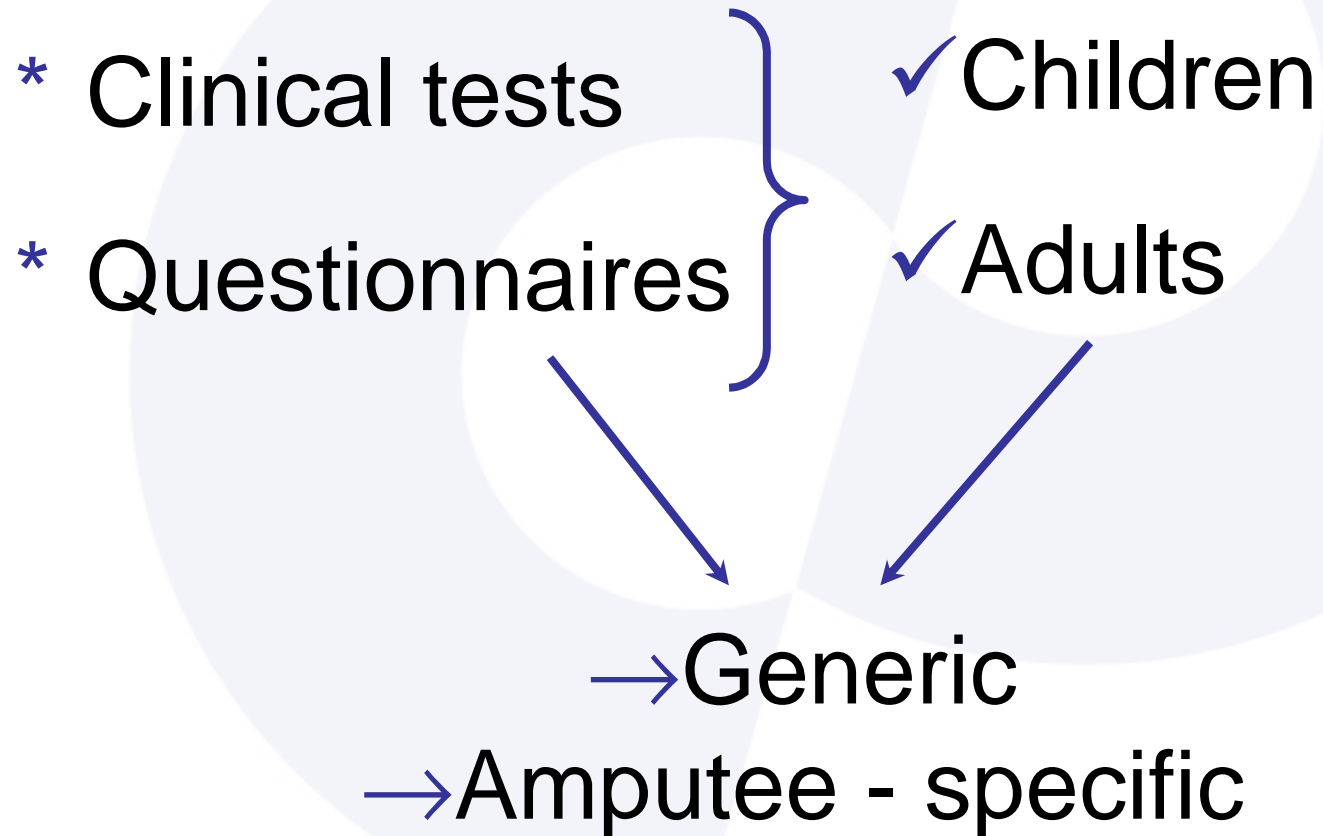 * Clinical tests
* Questionnaires
✓Children
✓Adults
→Generic
→Amputee - specific